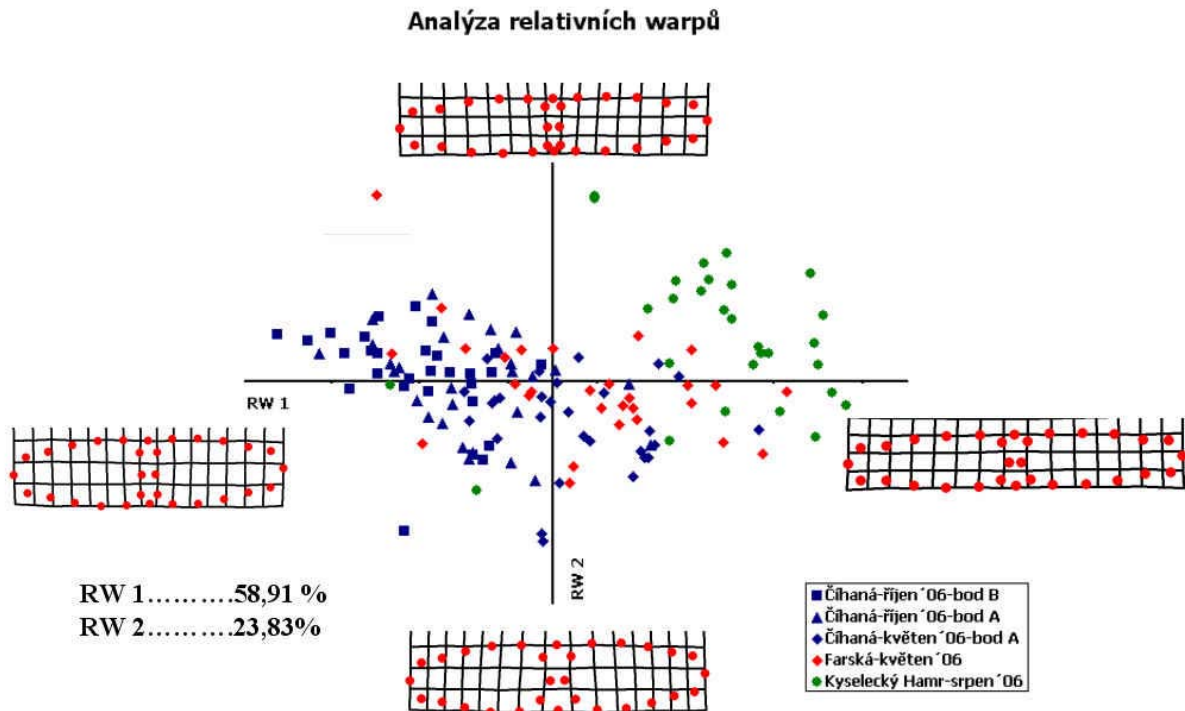 Analýza relativních warpů
RW 1
RW 2
RW 1..........58,91 %
RW 2..........23,83%
Číhaná-říjen´06-bod B
Číhaná-říjen´06-bod A
Číhaná-květen´06-bod A
Farská-květen´06
Kyselecký Hamr-srpen´06